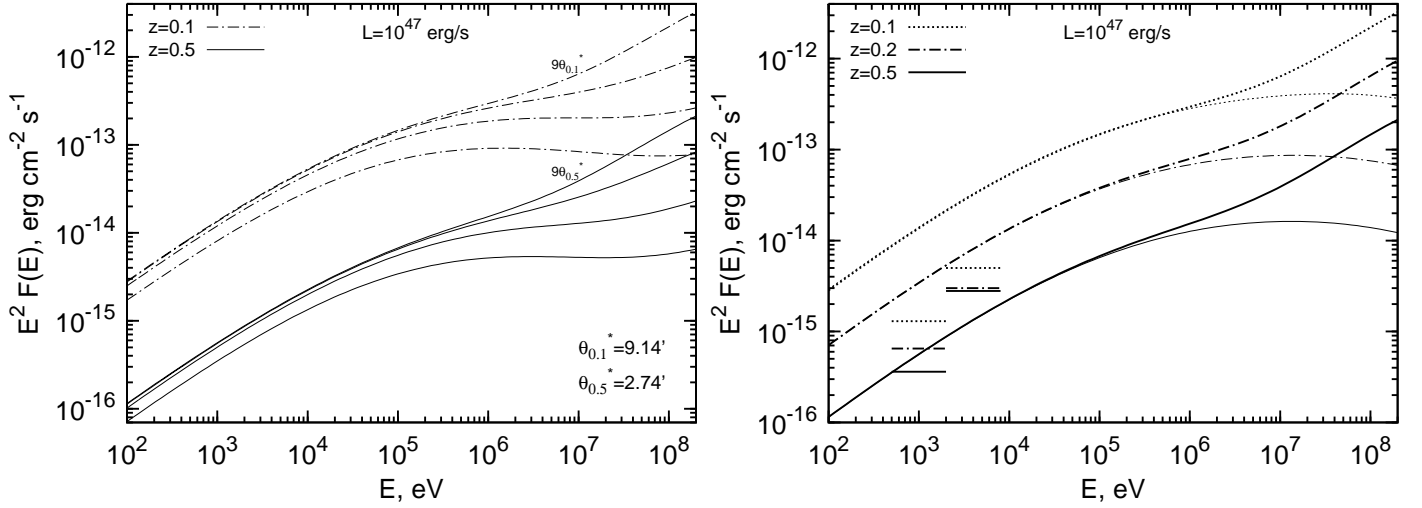 z=0.1
z=0.5
L=10^47 erg/s
9θ_0.1^*
9θ_0.5^*
θ_0.1^*=9.14'
θ_0.5^*=2.74'
E^2 F(E), erg cm^-2 s^-1
10^-12
10^-13
10^-14
10^-15
10^-16
10^2 10^3 10^4 10^5 10^6 10^7 10^8
E, eV
z=0.1
z=0.2
z=0.5
L=10^47 erg/s
E^2 F(E), erg cm^-2 s^-1
10^-12
10^-13
10^-14
10^-15
10^-16
10^2 10^3 10^4 10^5 10^6 10^7 10^8
E, eV